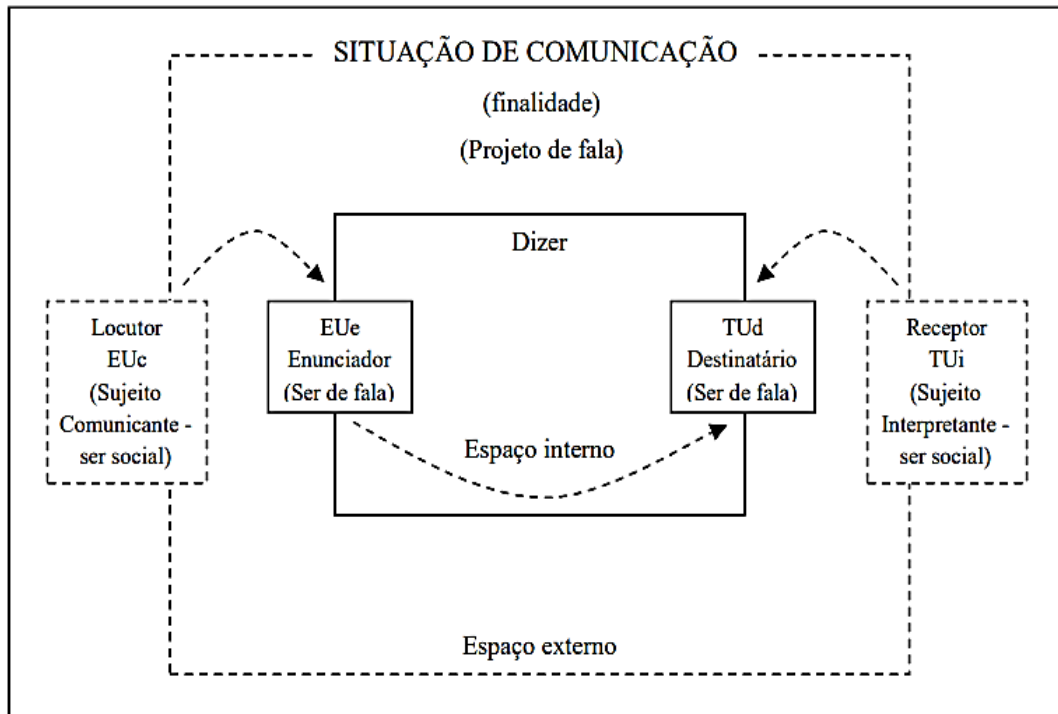 SITUAÇÃO DE COMUNICAÇÃO
(finalidade)
(Projeto de fala)
Dizer
Locutor
EUc
(Sujeito
Comunicante -
ser social)
EUe
Enunciador
(Ser de fala)
TUd
Destinatário
(Ser de fala)
Receptor
TUi
(Sujeito
Interpretante -
ser social)
Espaço interno
Espaço externo